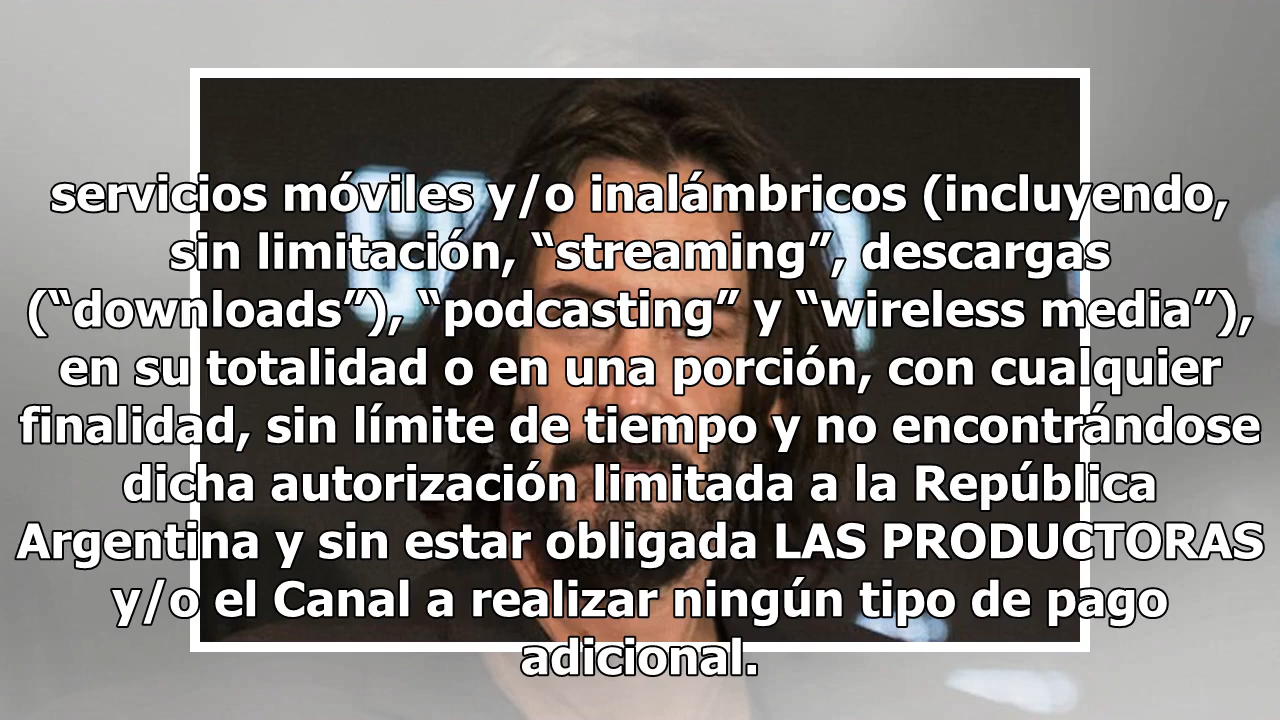 servicios móviles y/o inalámbricos (incluyendo,
sin limitación, “streaming”, descargas
(“downloads”), “podcasting” y “wireless media”),
en su totalidad o en una porción, con cualquier
finalidad, sin límite de tiempo y no encontrándose
dicha autorización limitada a la República
Argentina y sin estar obligada LAS PRODUCTORAS
y/o el Canal a realizar ningún tipo de pago
adicional.